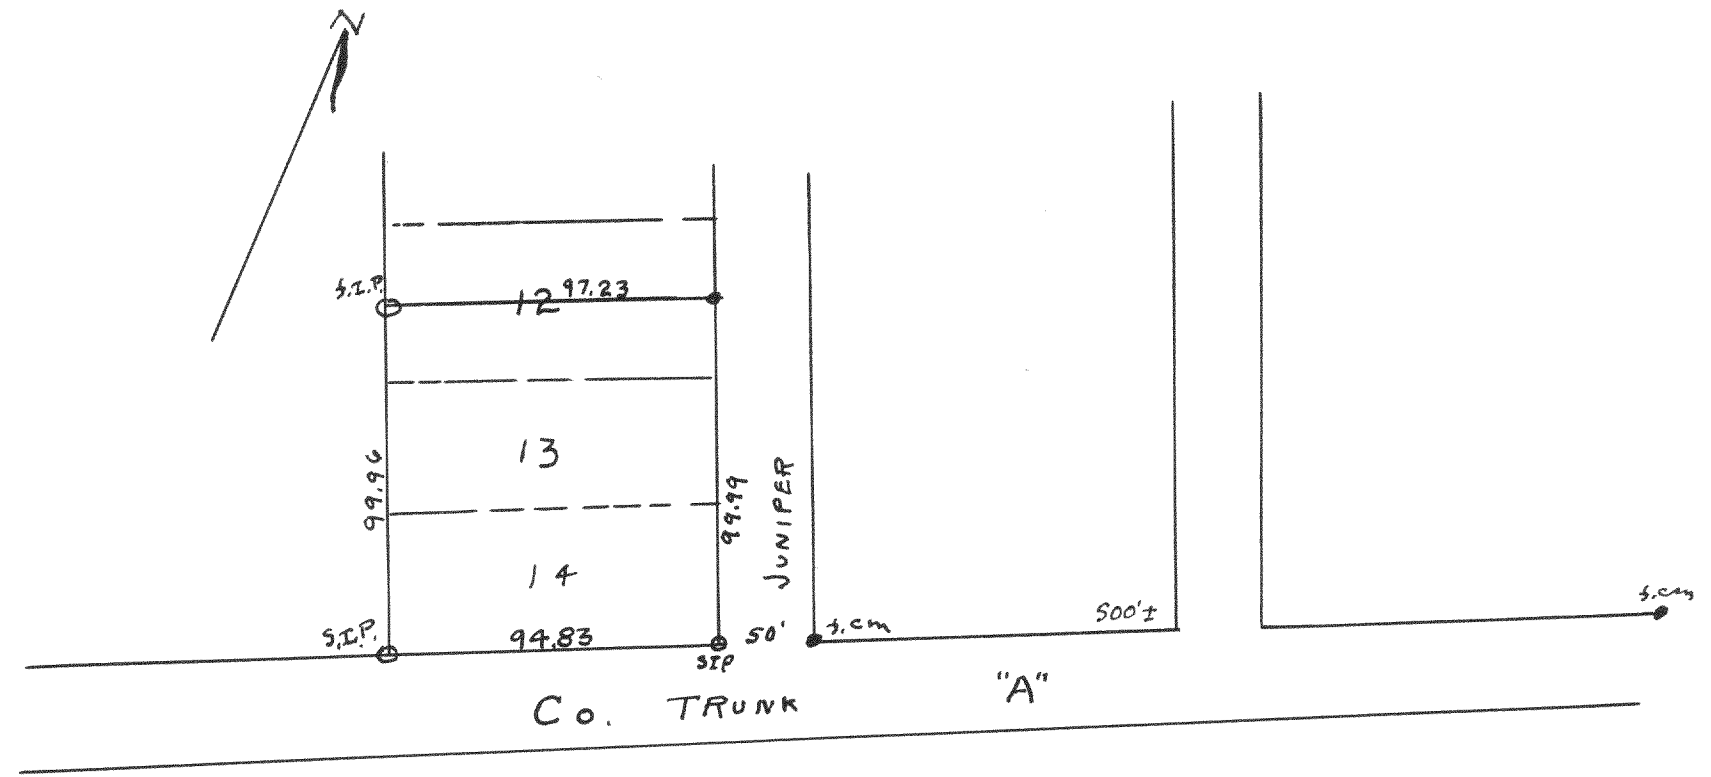 N
f.I.P.
12 97.23
99.96
13
99.99
JUNIPER
14
S.I.P.
94.83
SIP
50'
f.cm
500'±
f.cm
Co. TRUNK "A"